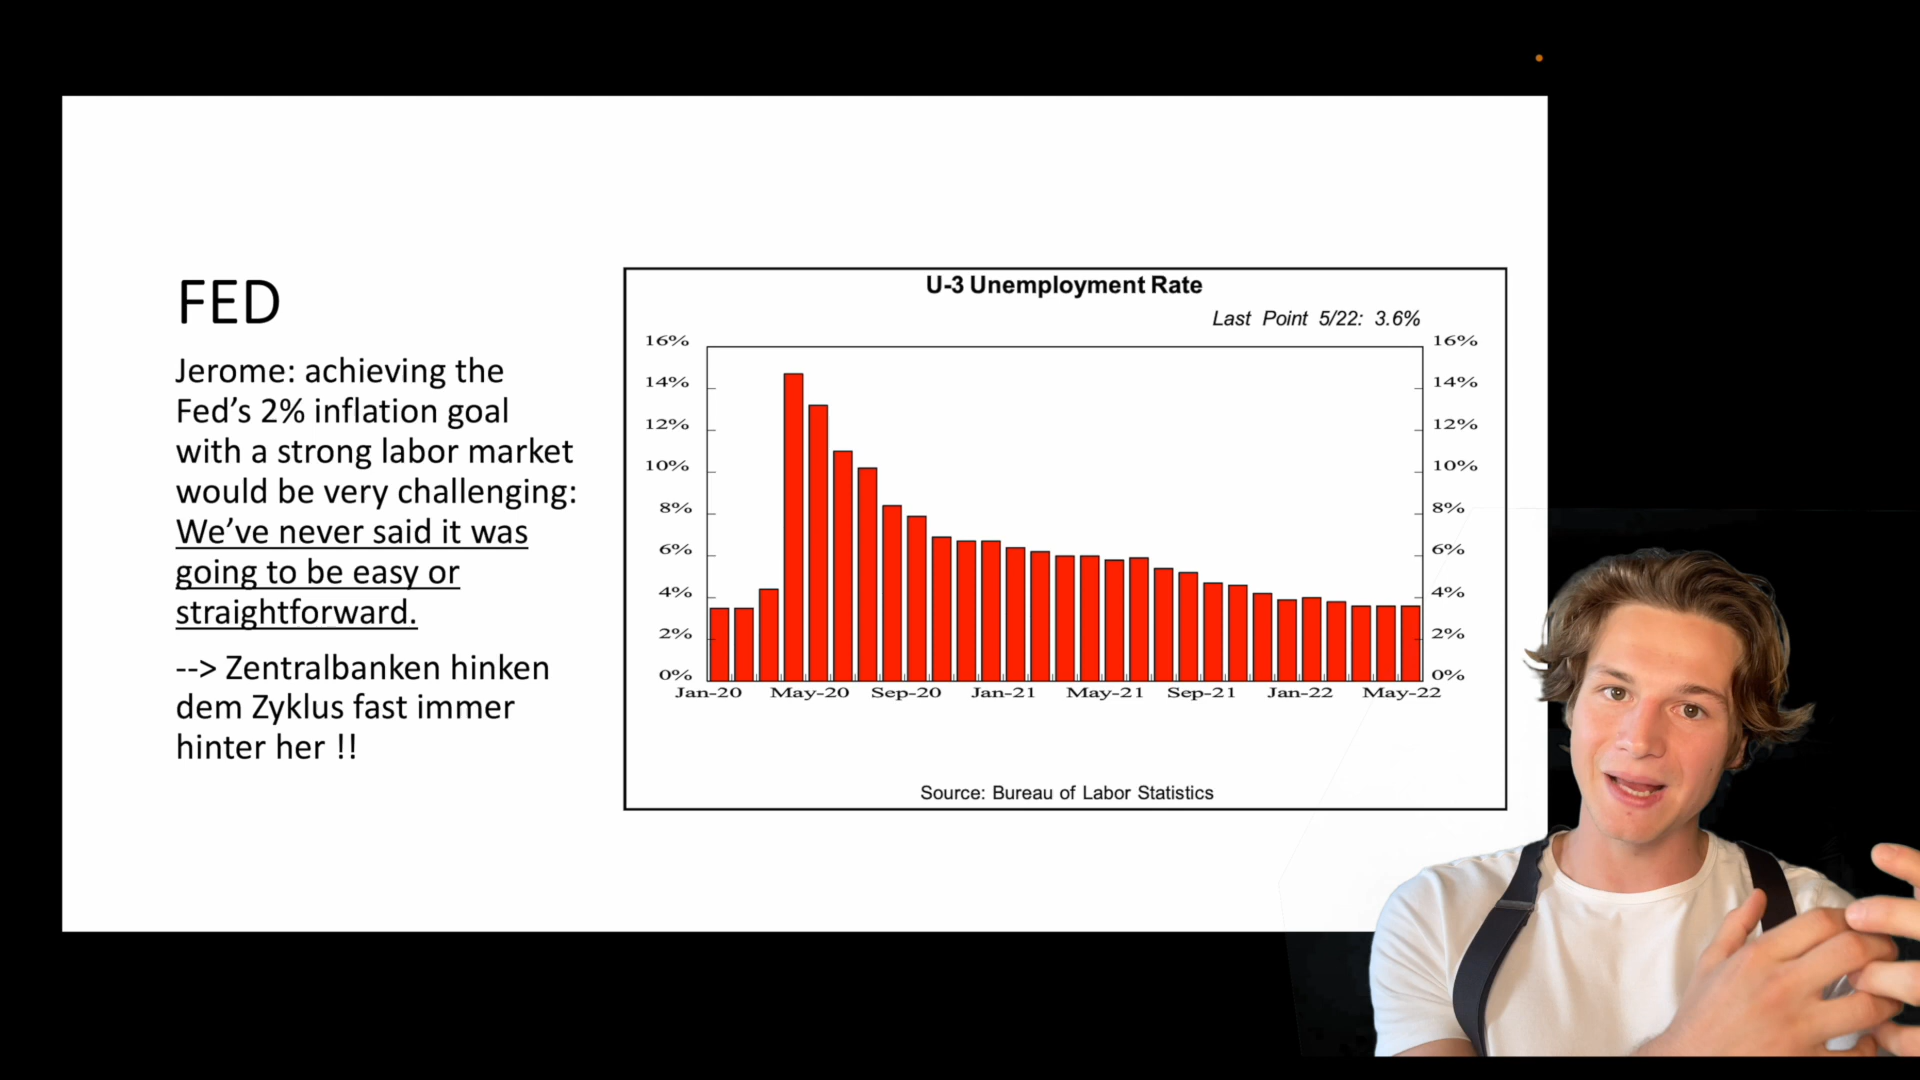 FED
Jerome: achieving the
Fed’s 2% inflation goal
with a strong labor market
would be very challenging:
We’ve never said it was
going to be easy or
straightforward.
--> Zentralbanken hinken
dem Zyklus fast immer
hinter her !!
U-3 Unemployment Rate
Last Point 5/22: 3.6%
16% 16%
14% 14%
12% 12%
10% 10%
8% 8%
6% 6%
4% 4%
2% 2%
0% 0%
Jan-20 May-20 Sep-20 Jan-21 May-21 Sep-21 Jan-22 May-22
Source: Bureau of Labor Statistics